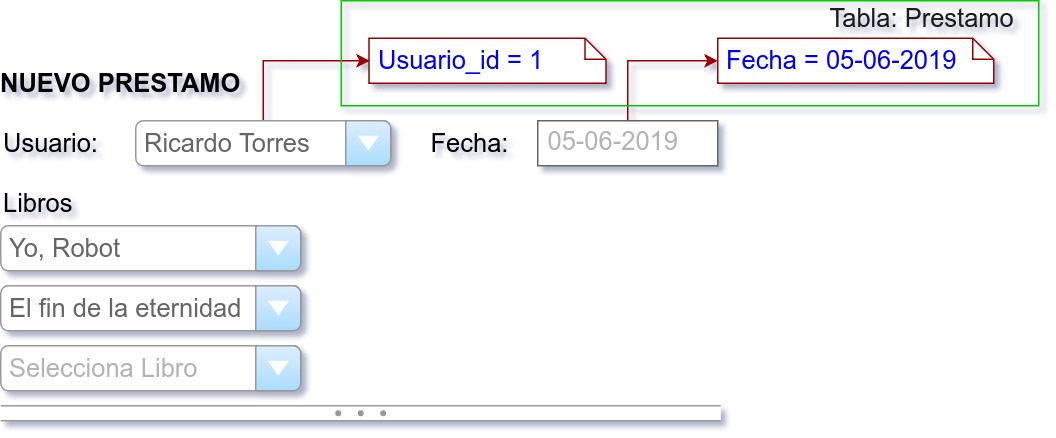 Tabla: Prestamo
Usuario_id = 1
Fecha = 05-06-2019
NUEVO PRESTAMO
Usuario:
Ricardo Torres
Fecha:
05-06-2019
Libros
Yo, Robot
El fin de la eternidad
Selecciona Libro